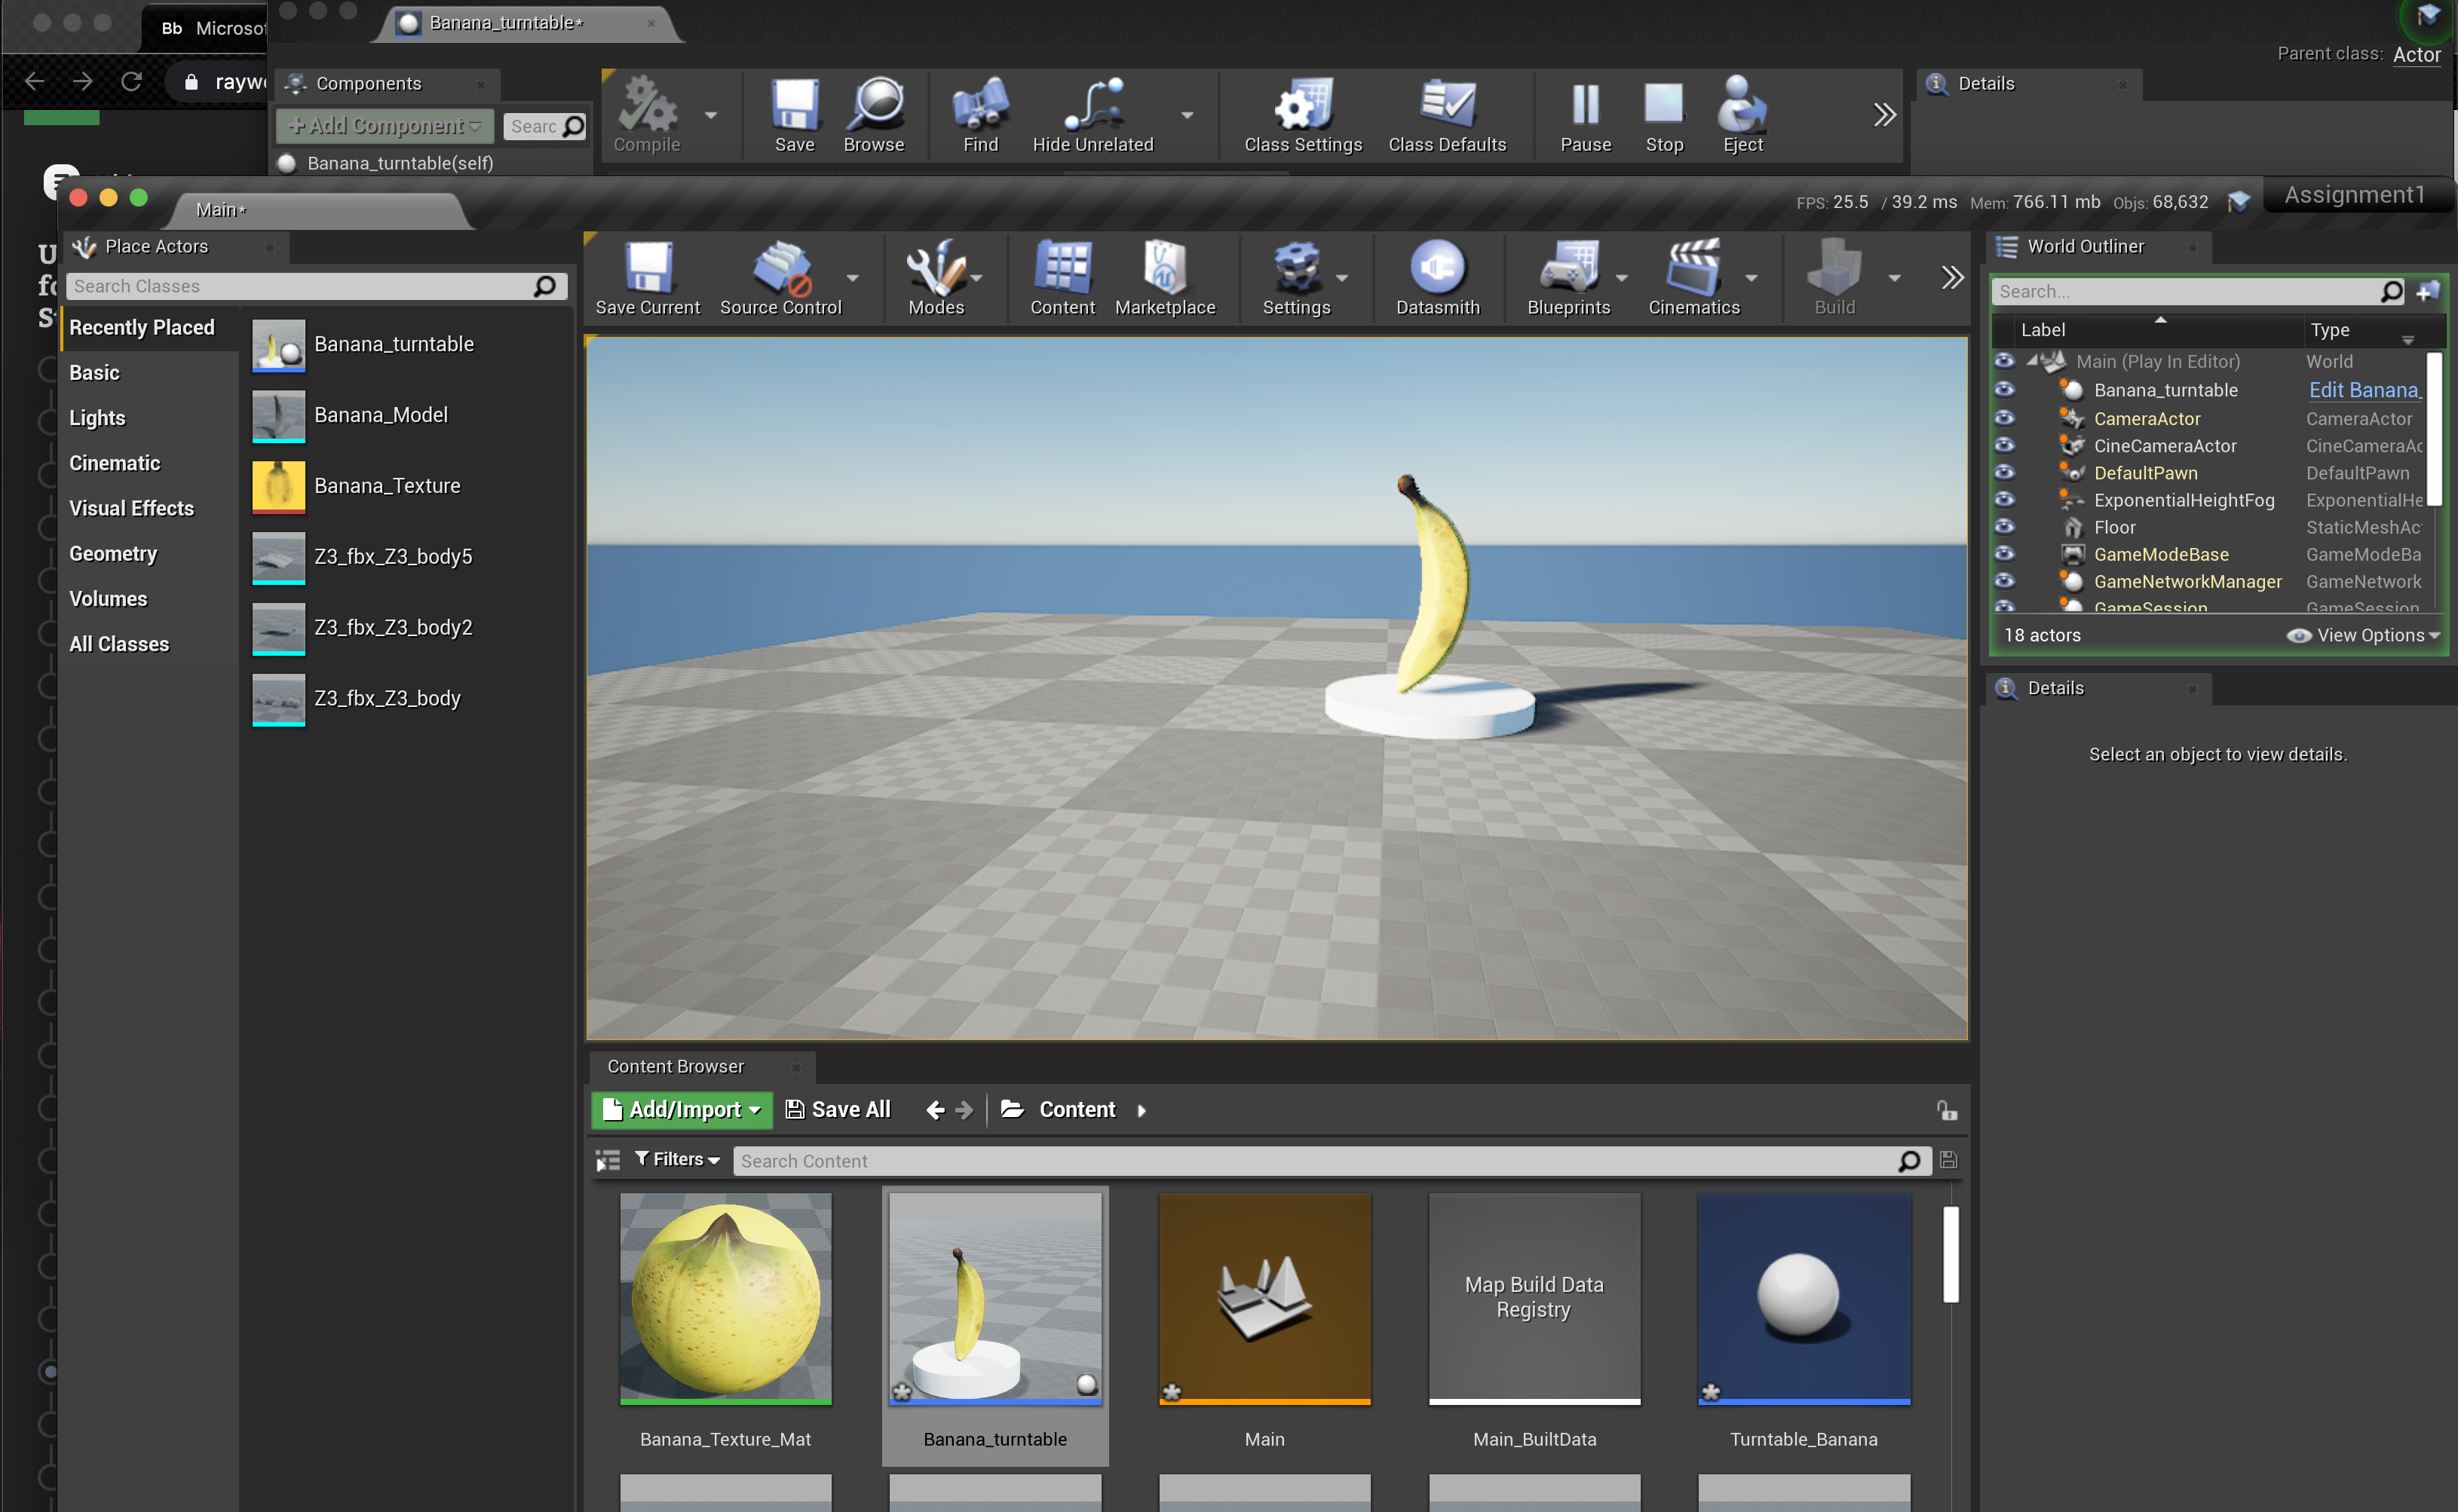 Bb Microso
Banana_turntable*
Parent class: Actor
raywe
Components
Details
+Add Component
Searc
Compile
Save
Browse
Find
Hide Unrelated
Class Settings
Class Defaults
Pause
Stop
Eject
Banana_turntable(self)
Main*
FPS: 25.5 / 39.2 ms Mem: 766.11 mb Objs: 68,632
Assignment1
Place Actors
Search Classes
Recently Placed
Basic
Lights
Cinematic
Visual Effects
Geometry
Volumes
All Classes
Banana_turntable
Banana_Model
Banana_Texture
Z3_fbx_Z3_body5
Z3_fbx_Z3_body2
Z3_fbx_Z3_body
Save Current
Source Control
Modes
Content
Marketplace
Settings
Datasmith
Blueprints
Cinematics
Build
World Outliner
Search...
Label Type
Main (Play In Editor) World
Banana_turntable Edit Banana_
CameraActor CameraActor
CineCameraActor CineCameraAc
DefaultPawn DefaultPawn
ExponentialHeightFog ExponentialHe
Floor StaticMeshAc
GameModeBase GameModeBa
GameNetworkManager GameNetwork
GameSession GameSession
18 actors View Options
Details
Select an object to view details.
Content Browser
Add/Import Save All Content
Filters Search Content
Map Build Data
Registry
Banana_Texture_Mat
Banana_turntable
Main
Main_BuiltData
Turntable_Banana